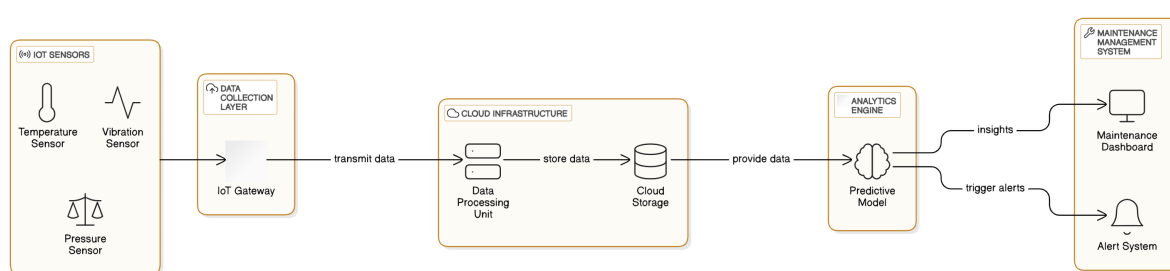 IOT SENSORS
Temperature
Sensor
Vibration
Sensor
Pressure
Sensor
DATA
COLLECTION
LAYER
IoT Gateway
transmit data
CLOUD INFRASTRUCTURE
Data
Processing
Unit
store data
Cloud
Storage
provide data
ANALYTICS
ENGINE
Predictive
Model
insights
trigger alerts
MAINTENANCE
MANAGEMENT
SYSTEM
Maintenance
Dashboard
Alert System